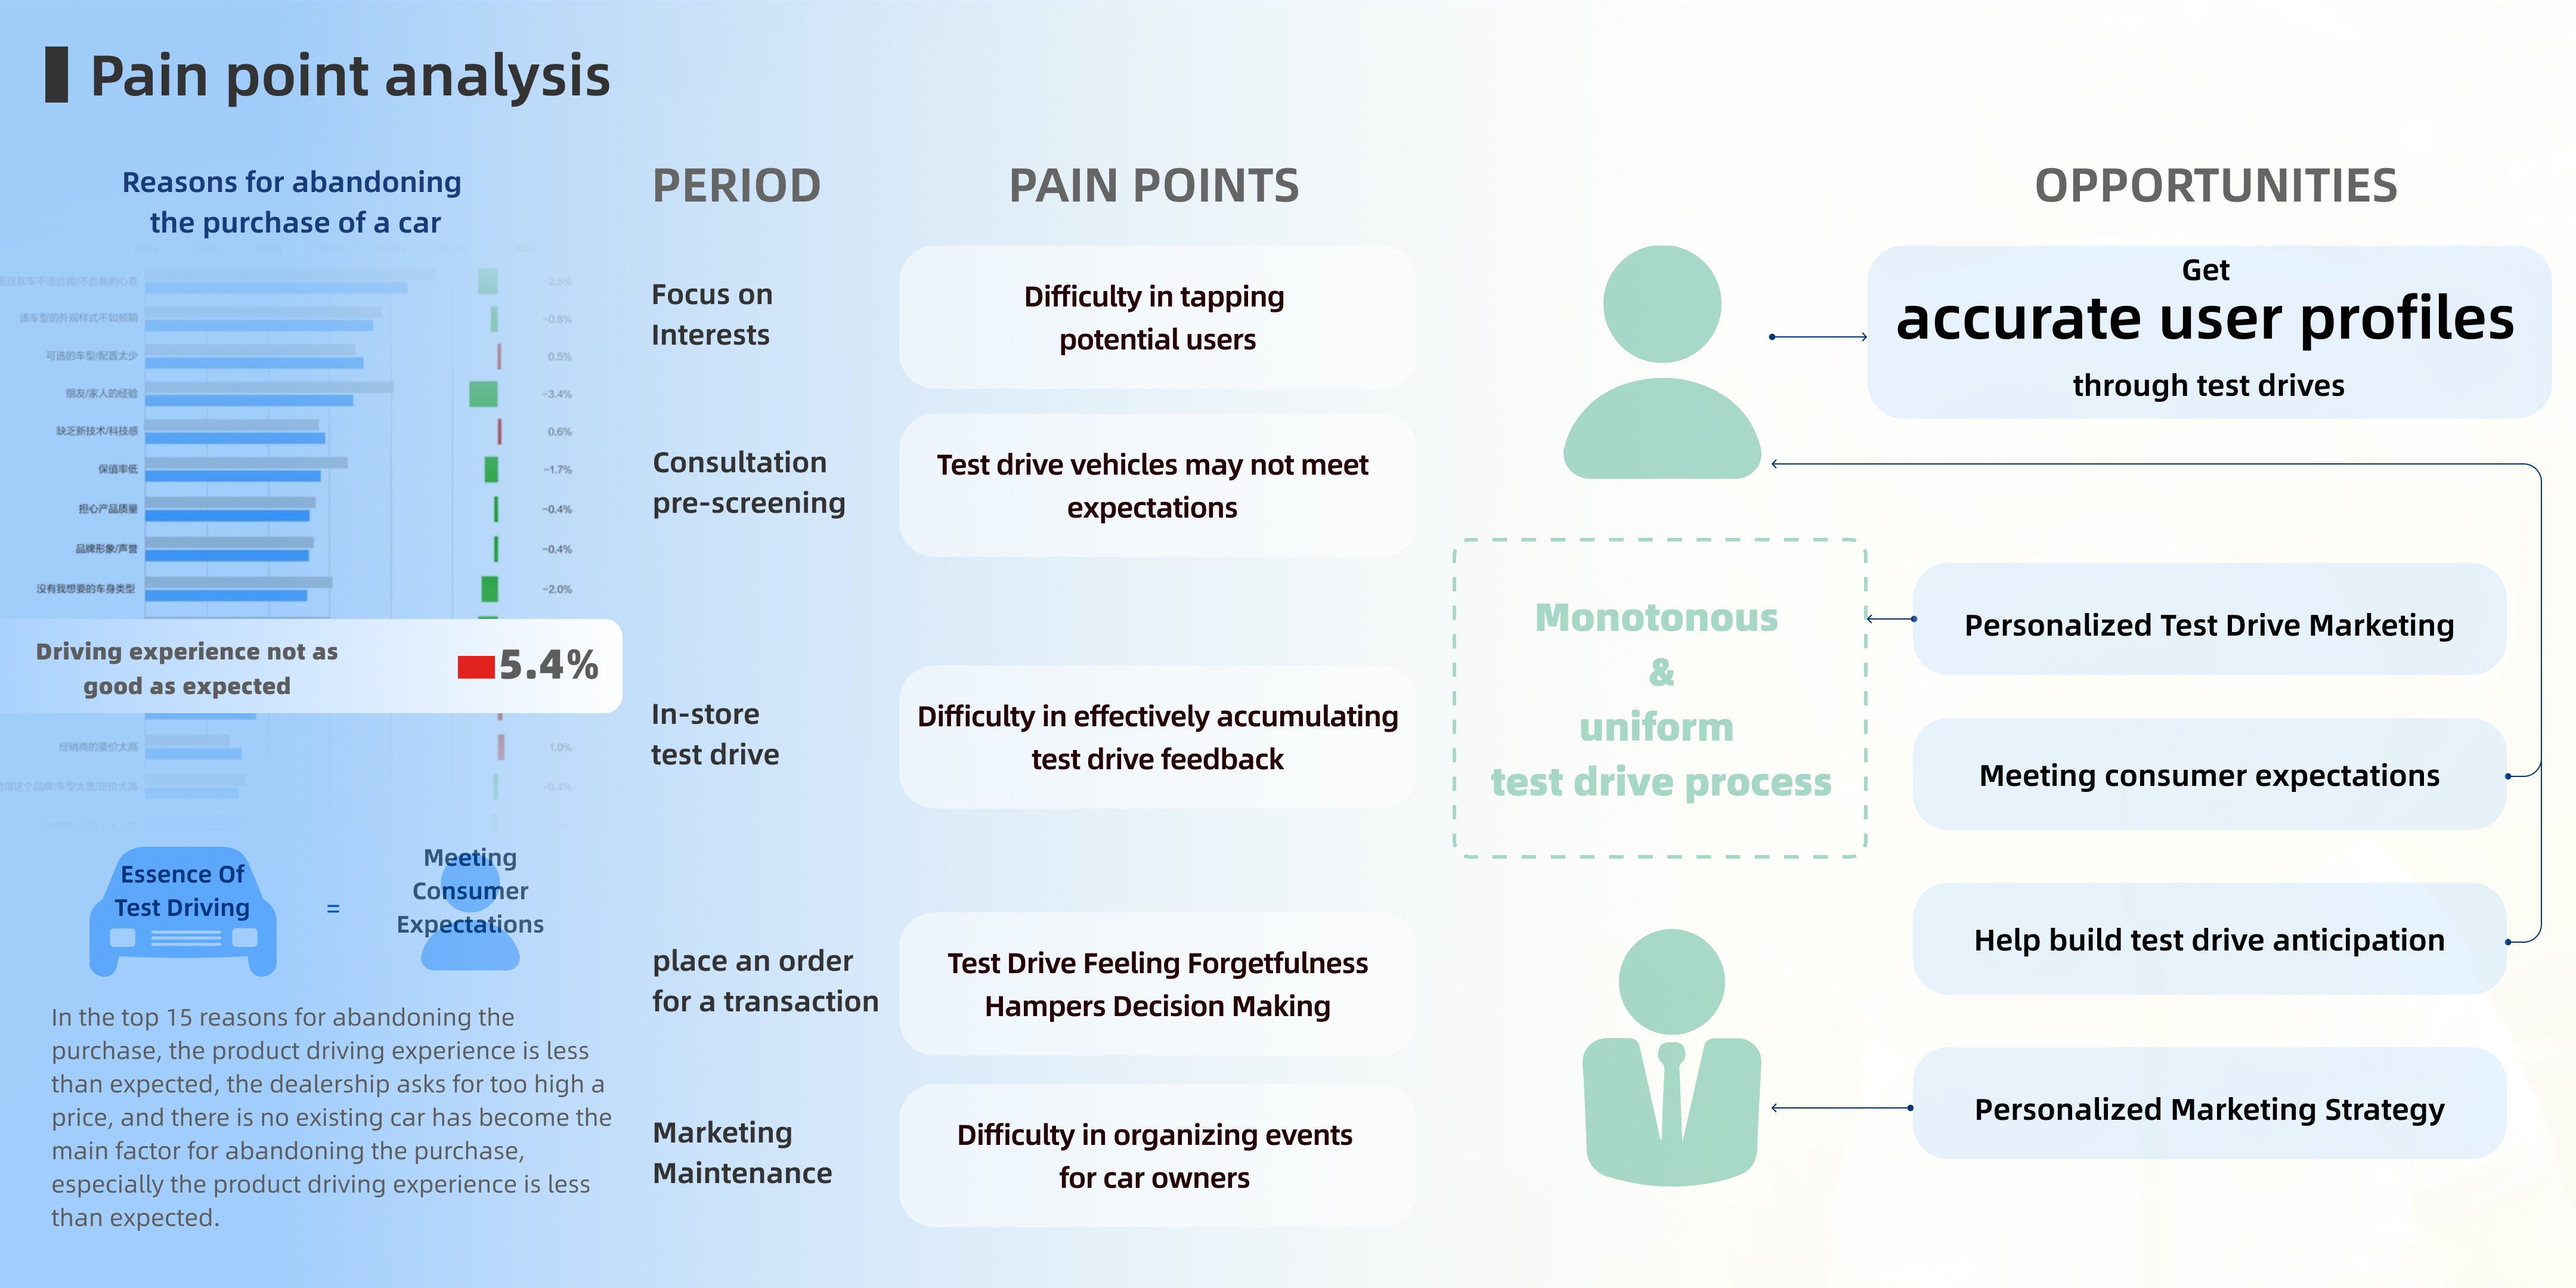 Pain point analysis
Reasons for abandoning
the purchase of a car
-2.5%
该车型的外观样式不如预期
-0.8%
可选的车型/配置太少
0.5%
朋友/家人的经验
-3.4%
缺乏新技术/科技感
0.6%
保值率低
-1.7%
担心产品质量
-0.4%
品牌形象/声誉
-0.4%
没有我想要的车身类型
-2.0%
Driving experience not as
good as expected
5.4%
经销商的要价太高
1.0%
-0.4%
Essence Of
Test Driving
=
Meeting
Consumer
Expectations
In the top 15 reasons for abandoning the
purchase, the product driving experience is less
than expected, the dealership asks for too high a
price, and there is no existing car has become the
main factor for abandoning the purchase,
especially the product driving experience is less
than expected.
PERIOD
Focus on
Interests
Consultation
pre-screening
In-store
test drive
place an order
for a transaction
Marketing
Maintenance
PAIN POINTS
Difficulty in tapping
potential users
Test drive vehicles may not meet
expectations
Difficulty in effectively accumulating
test drive feedback
Test Drive Feeling Forgetfulness
Hampers Decision Making
Difficulty in organizing events
for car owners
Monotonous
&
uniform
test drive process
OPPORTUNITIES
Get
accurate user profiles
through test drives
Personalized Test Drive Marketing
Meeting consumer expectations
Help build test drive anticipation
Personalized Marketing Strategy